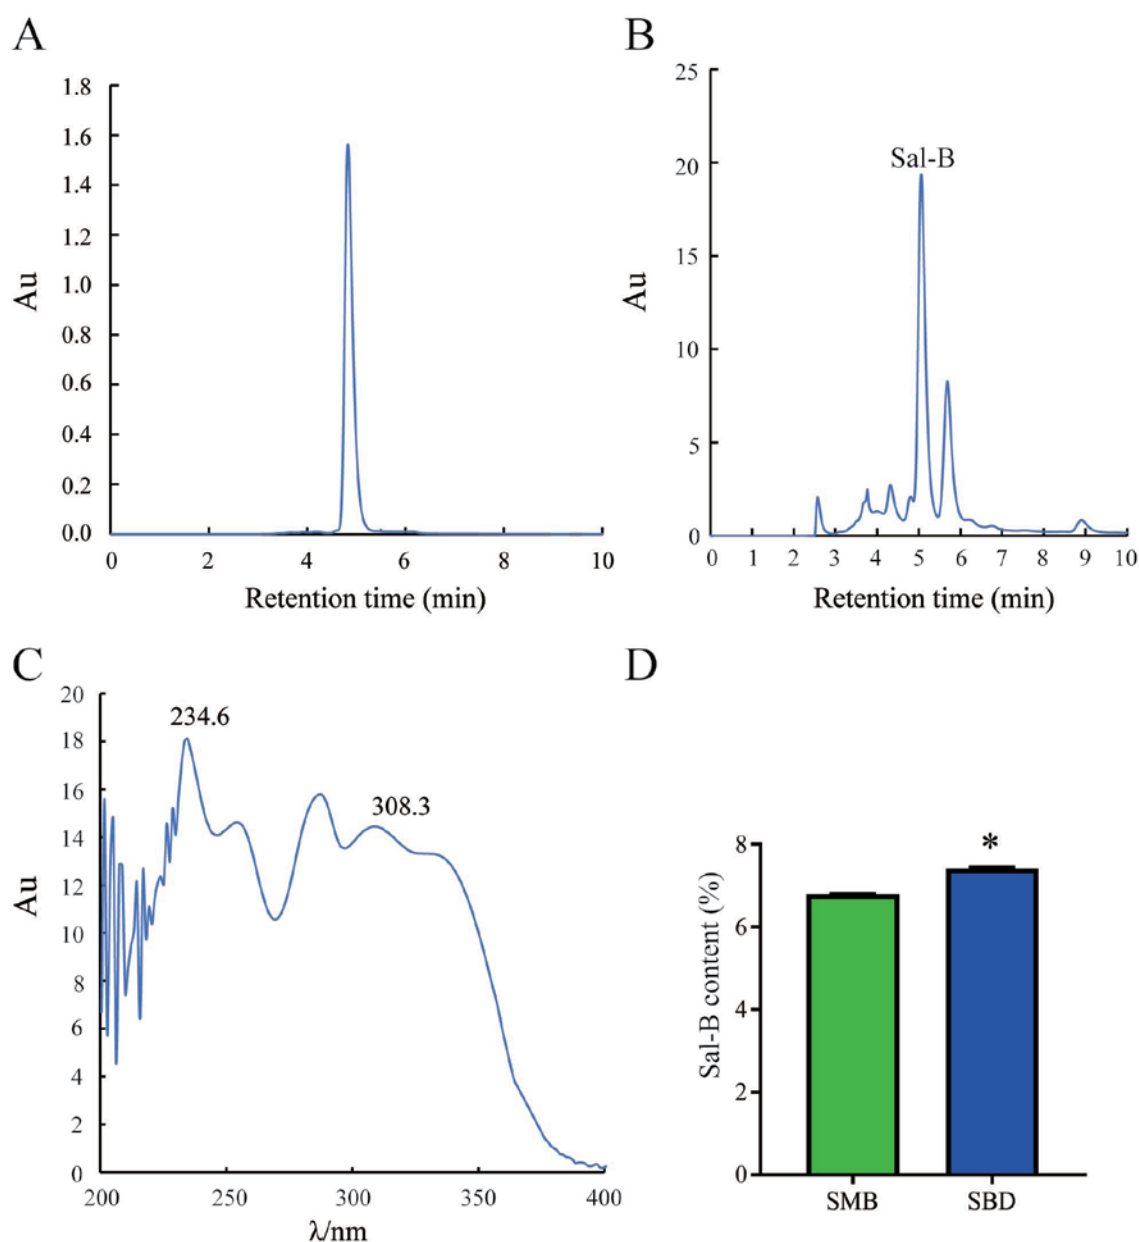 A
1.8
1.6
1.4
1.2
1.0
0.8
0.6
0.4
0.2
0.0
Au
0 2 4 6 8 10
Retention time (min)
B
25
20
15
10
5
0
Au
Sal-B
0 1 2 3 4 5 6 7 8 9 10
Retention time (min)
C
20
18
16
14
12
10
8
6
4
2
0
Au
234.6
308.3
200 250 300 350 400
λ/nm
D
8
6
4
2
0
Sal-B content (%)
*
SMB SBD